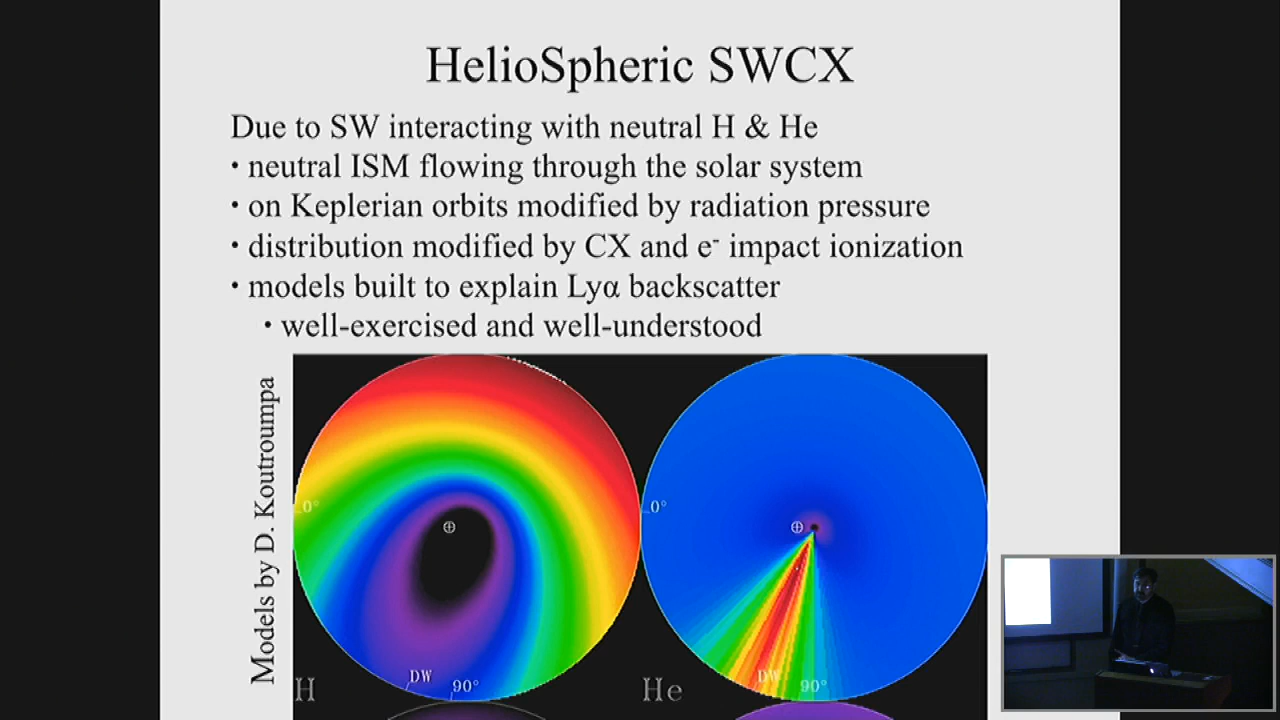 HelioSpheric SWCX
Due to SW interacting with neutral H & He
• neutral ISM flowing through the solar system
• on Keplerian orbits modified by radiation pressure
• distribution modified by CX and e⁻ impact ionization
• models built to explain Lyα backscatter
• well-exercised and well-understood
Models by D. Koutroumpa
0°
DW
90°
H
0°
DW
90°
He